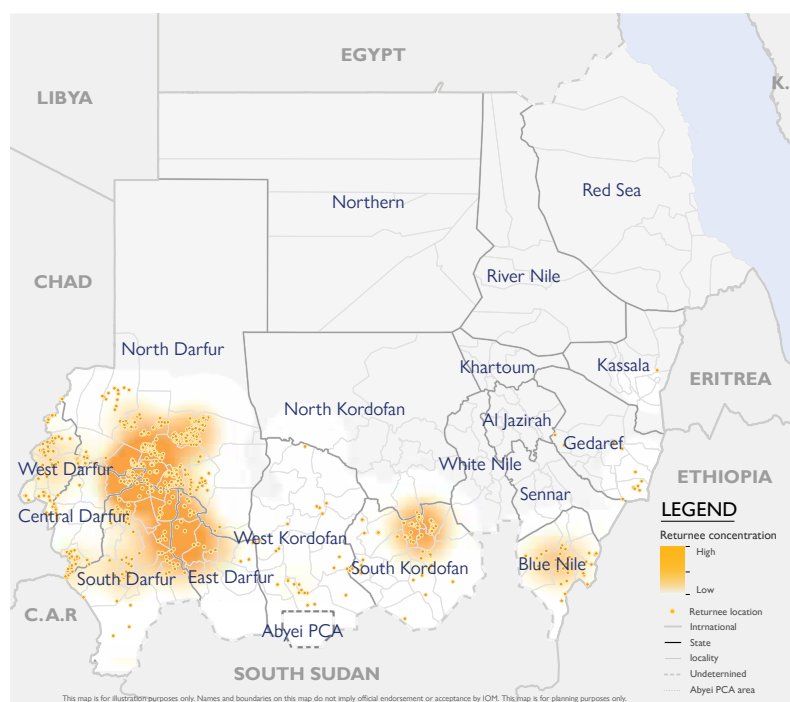 EGYPT
LIBYA
K.
Red Sea
Northern
River Nile
CHAD
North Darfur
Khartoum
Kassala
ERITREA
North Kordofan
Al Jazirah
Gedaref
West Darfur
White Nile
ETHIOPIA
Sennar
Central Darfur
West Kordofan
Blue Nile
South Kordofan
South Darfur
East Darfur
C.A.R
Abyei PCA
SOUTH SUDAN
LEGEND
Returnee concentration
High
Low
Returnee location
Intrnational
State
locality
Undeternined
Abyei PCA area
This map is for illustration purposes only. Names and boundaries on this map do not imply official endorsement or acceptance by IOM. This map is for planning purposes only.